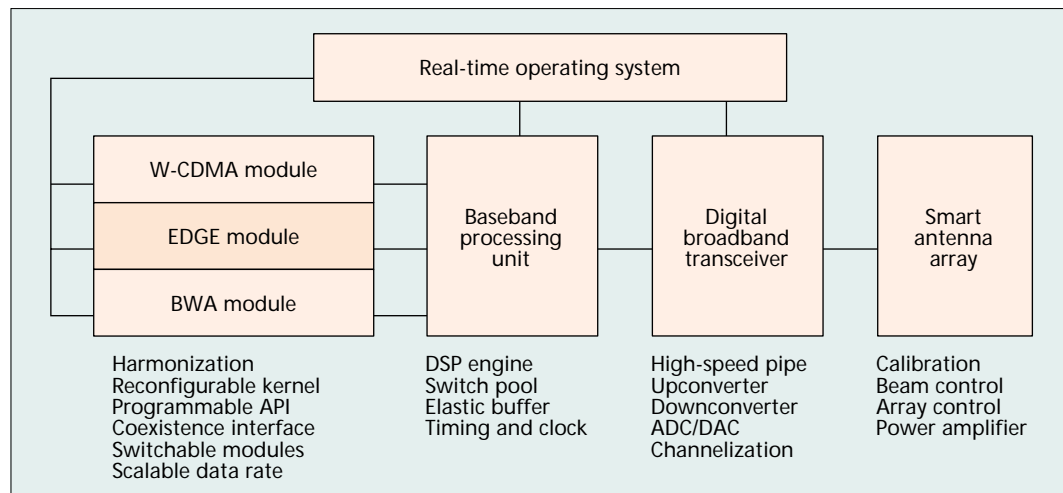 Real-time operating system
W-CDMA module
EDGE module
BWA module
Baseband
processing
unit
Digital
broadband
transceiver
Smart
antenna
array
Harmonization
Reconfigurable kernel
Programmable API
Coexistence interface
Switchable modules
Scalable data rate
DSP engine
Switch pool
Elastic buffer
Timing and clock
High-speed pipe
Upconverter
Downconverter
ADC/DAC
Channelization
Calibration
Beam control
Array control
Power amplifier